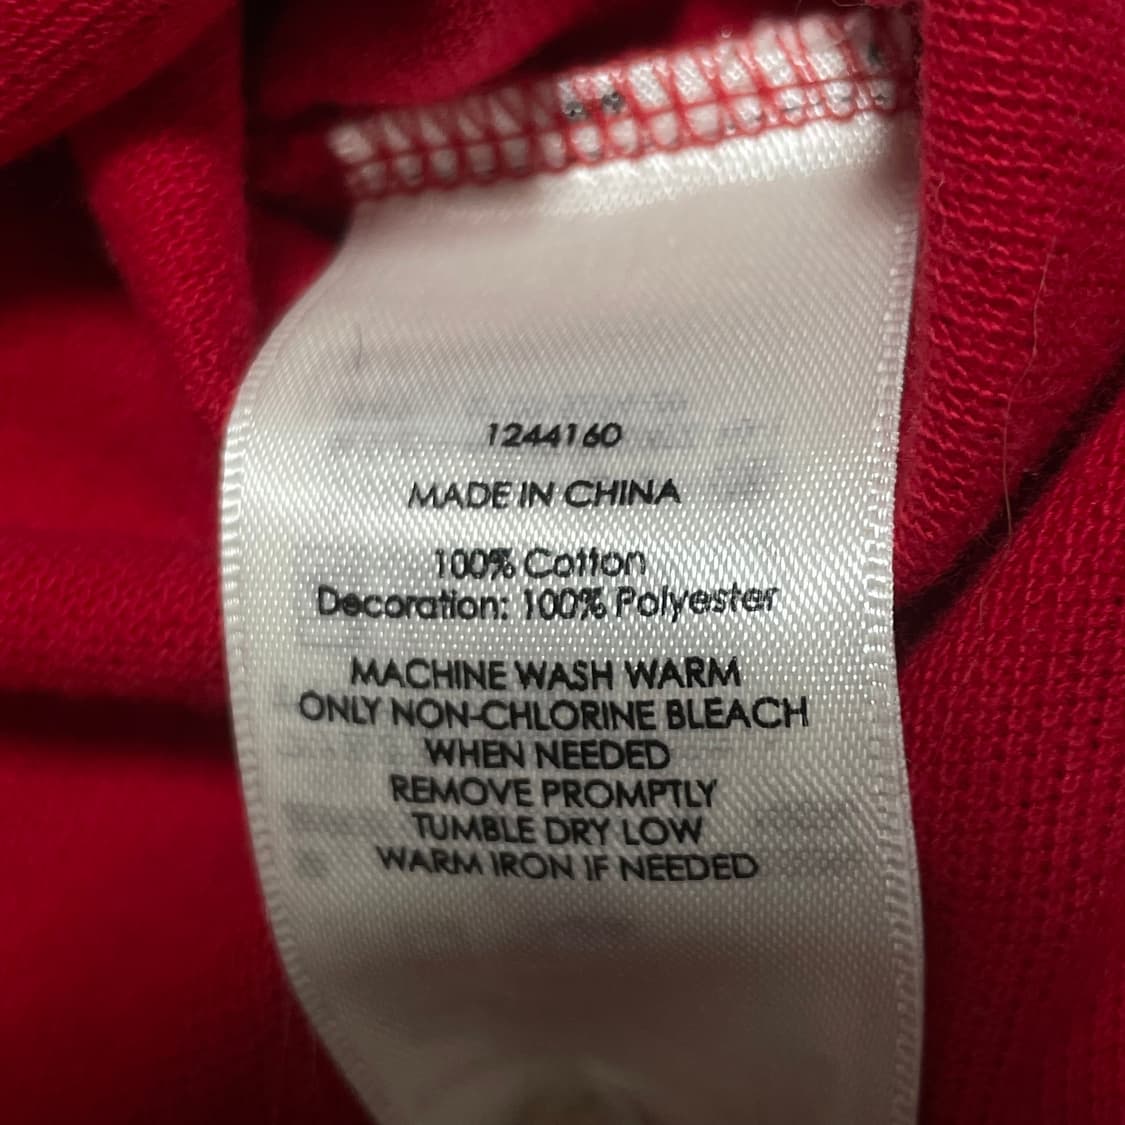 1244160
MADE IN CHINA
100% Cotton
Decoration: 100% Polyester
MACHINE WASH WARM
ONLY NON-CHLORINE BLEACH
WHEN NEEDED
REMOVE PROMPTLY
TUMBLE DRY LOW
WARM IRON IF NEEDED